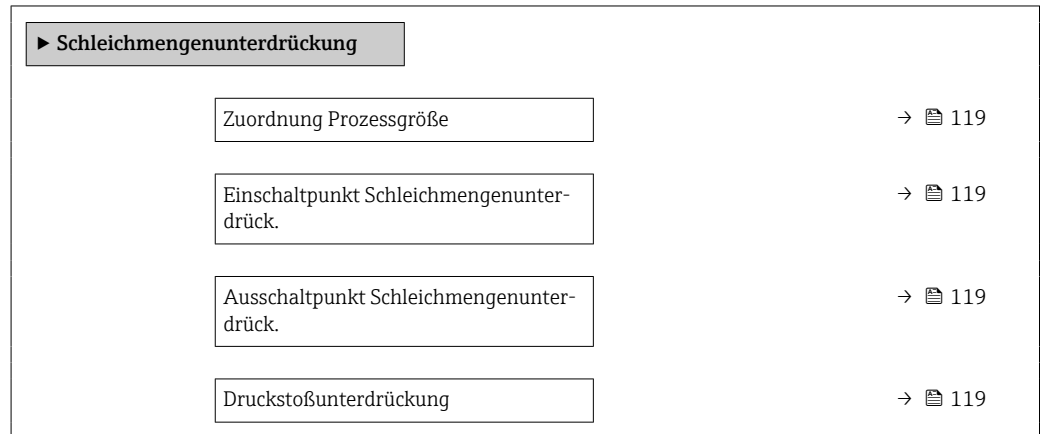 ▶ Schleichmengenunterdrückung
Zuordnung Prozessgröße → 119
Einschaltpunkt Schleichmengenunter-
drück. → 119
Ausschaltpunkt Schleichmengenunter-
drück. → 119
Druckstoßunterdrückung → 119